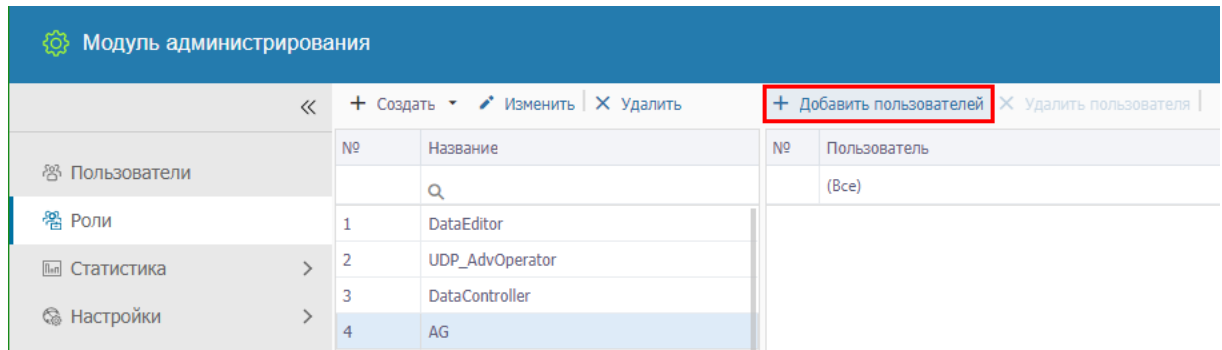 Модуль администрирования
Создать Изменить Удалить Добавить пользователей Удалить пользователя
№ Название № Пользователь
Пользователи (Все)
Роли 1 DataEditor
Статистика 2 UDP_AdvOperator
3 DataController
Настройки 4 AG